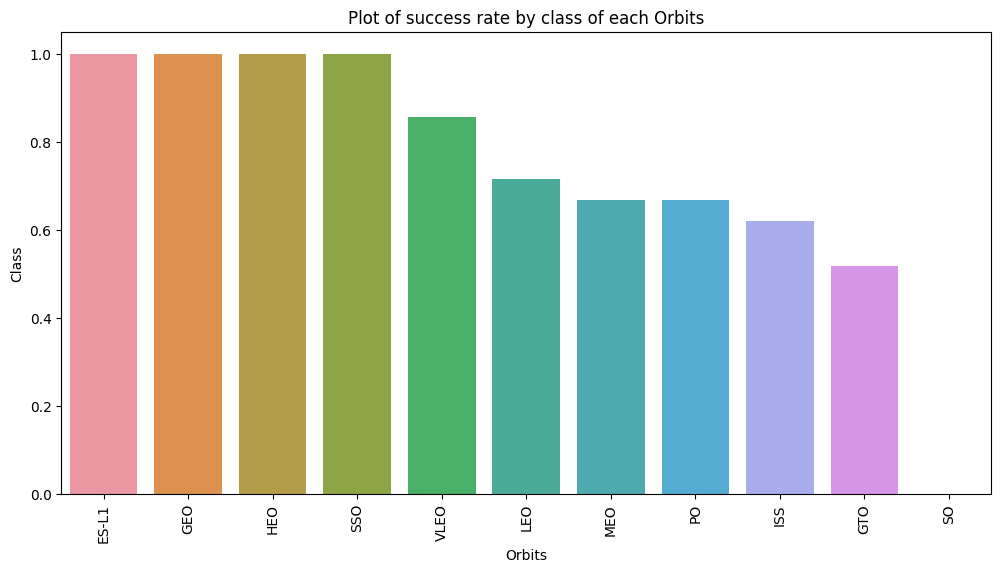 Plot of success rate by class of each Orbits
1.0
0.8
0.6
0.4
0.2
0.0
Class
ES-L1
GEO
HEO
SSO
VLEO
LEO
MEO
PO
ISS
GTO
SO
Orbits